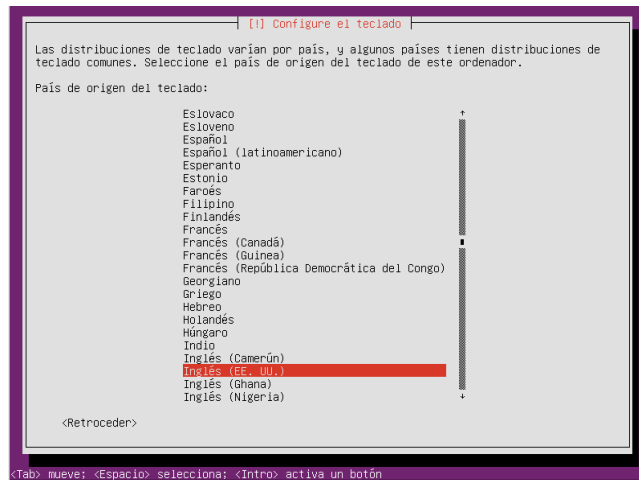 [!] Configure el teclado
Las distribuciones de teclado varían por país, y algunos países tienen distribuciones de
teclado comunes. Seleccione el país de origen del teclado de este ordenador.
País de origen del teclado:
Eslovaco
Esloveno
Español
Español (latinoamericano)
Esperanto
Estonio
Faroés
Filipino
Finlandés
Francés
Francés (Canadá)
Francés (Guinea)
Francés (República Democrática del Congo)
Georgiano
Griego
Hebreo
Holandés
Húngaro
Indio
Inglés (Camerún)
Inglés (EE. UU.)
Inglés (Ghana)
Inglés (Nigeria)
<Retroceder>
<Tab> mueve; <Espacio> selecciona; <Intro> activa un botón